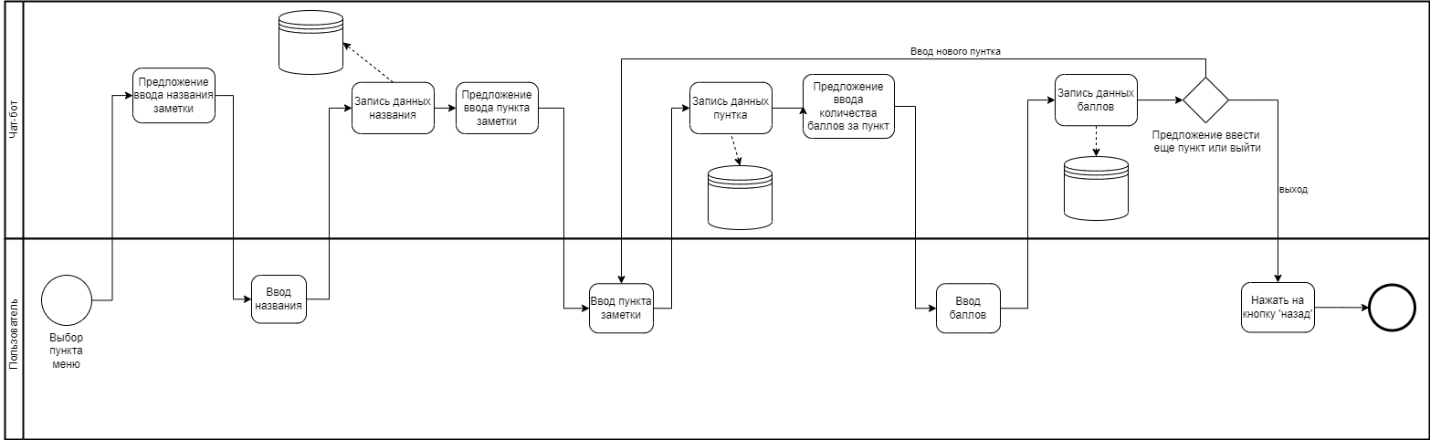 Чат-бот
Предложение
ввода названия
заметки
Запись данных
названия
Предложение
ввода пункта
заметки
Запись данных
пунтка
Предложение
ввода
количества
баллов за пункт
Запись данных
баллов
Ввод нового пунтка
Предложение ввести
еще пункт или выйти
выход
Пользователь
Выбор
пункта
меню
Ввод
названия
Ввод пункта
заметки
Ввод
баллов
Нажать на
кнопку 'назад'